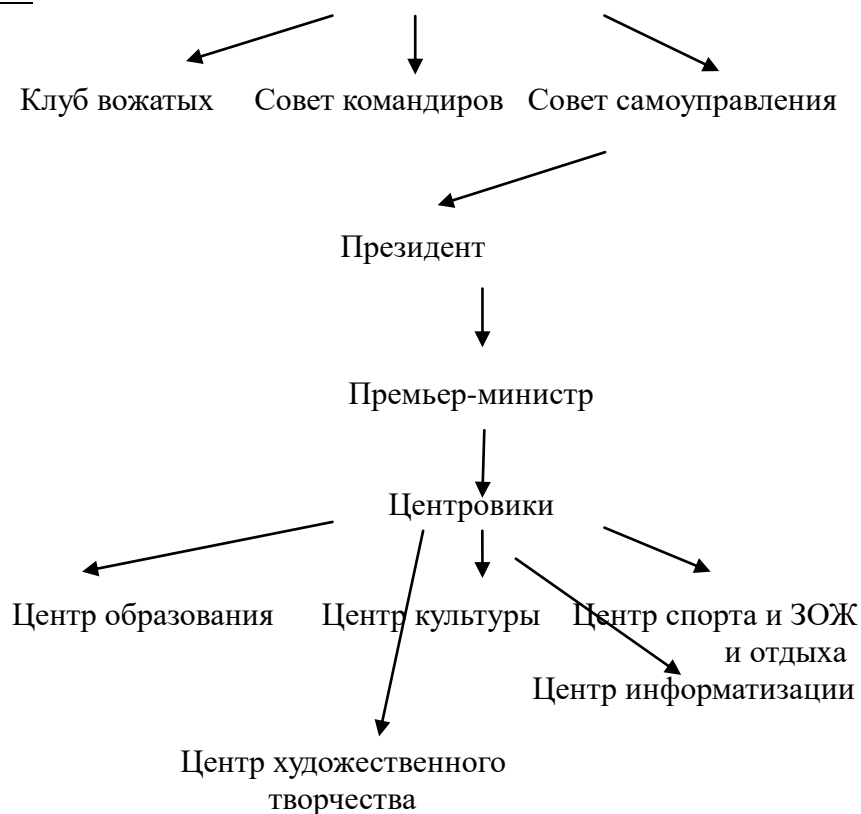 Клуб вожатых Совет командиров Совет самоуправления
Президент
Премьер-министр
Центровики
Центр образования Центр культуры Центр спорта и ЗОЖ
и отдыха
Центр информатизации
Центр художественного
творчества